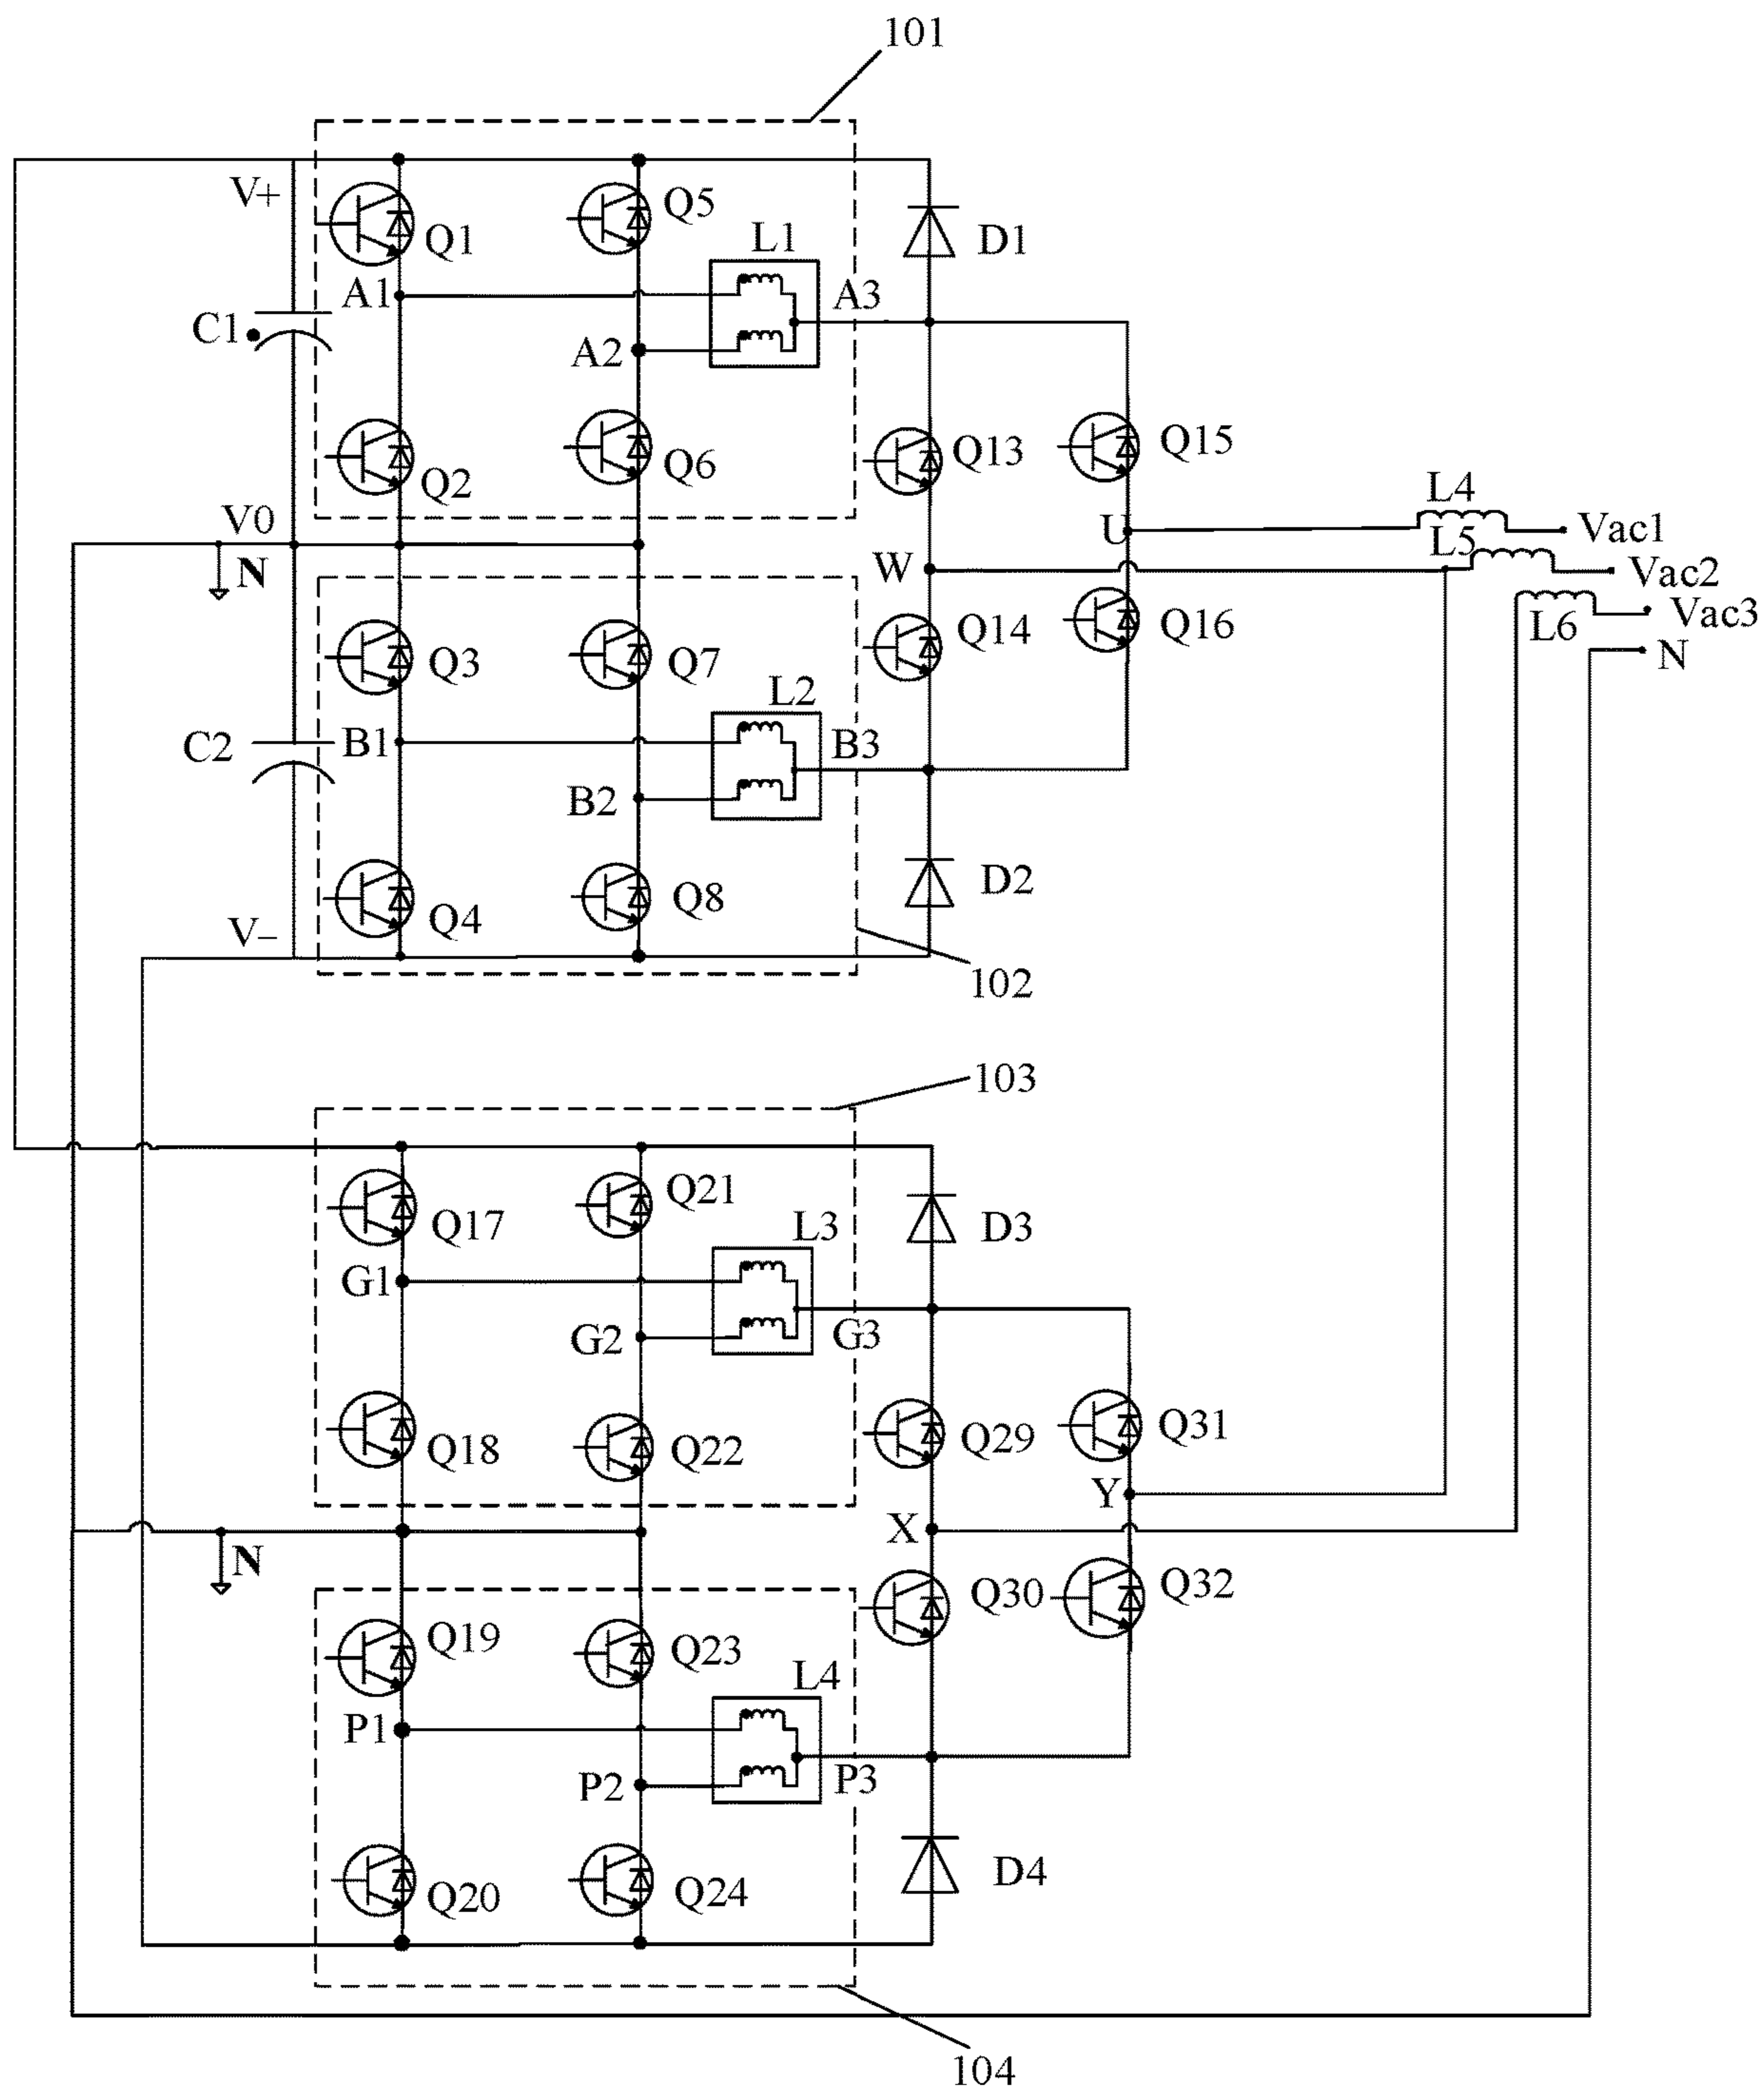 101
V+
Q1
Q5
L1
D1
A1
A3
C1
A2
Q2
Q6
Q13
Q15
V0
N
W
U
L4
Vac1
L5
Vac2
L6
Vac3
N
Q3
Q7
Q14
Q16
L2
C2
B1
B3
B2
Q4
Q8
D2
V–
102
103
Q17
Q21
L3
D3
G1
G2
G3
Q18
Q22
Q29
Q31
Y
X
N
Q19
Q23
Q30
Q32
L4
P1
P2
P3
Q20
Q24
D4
104